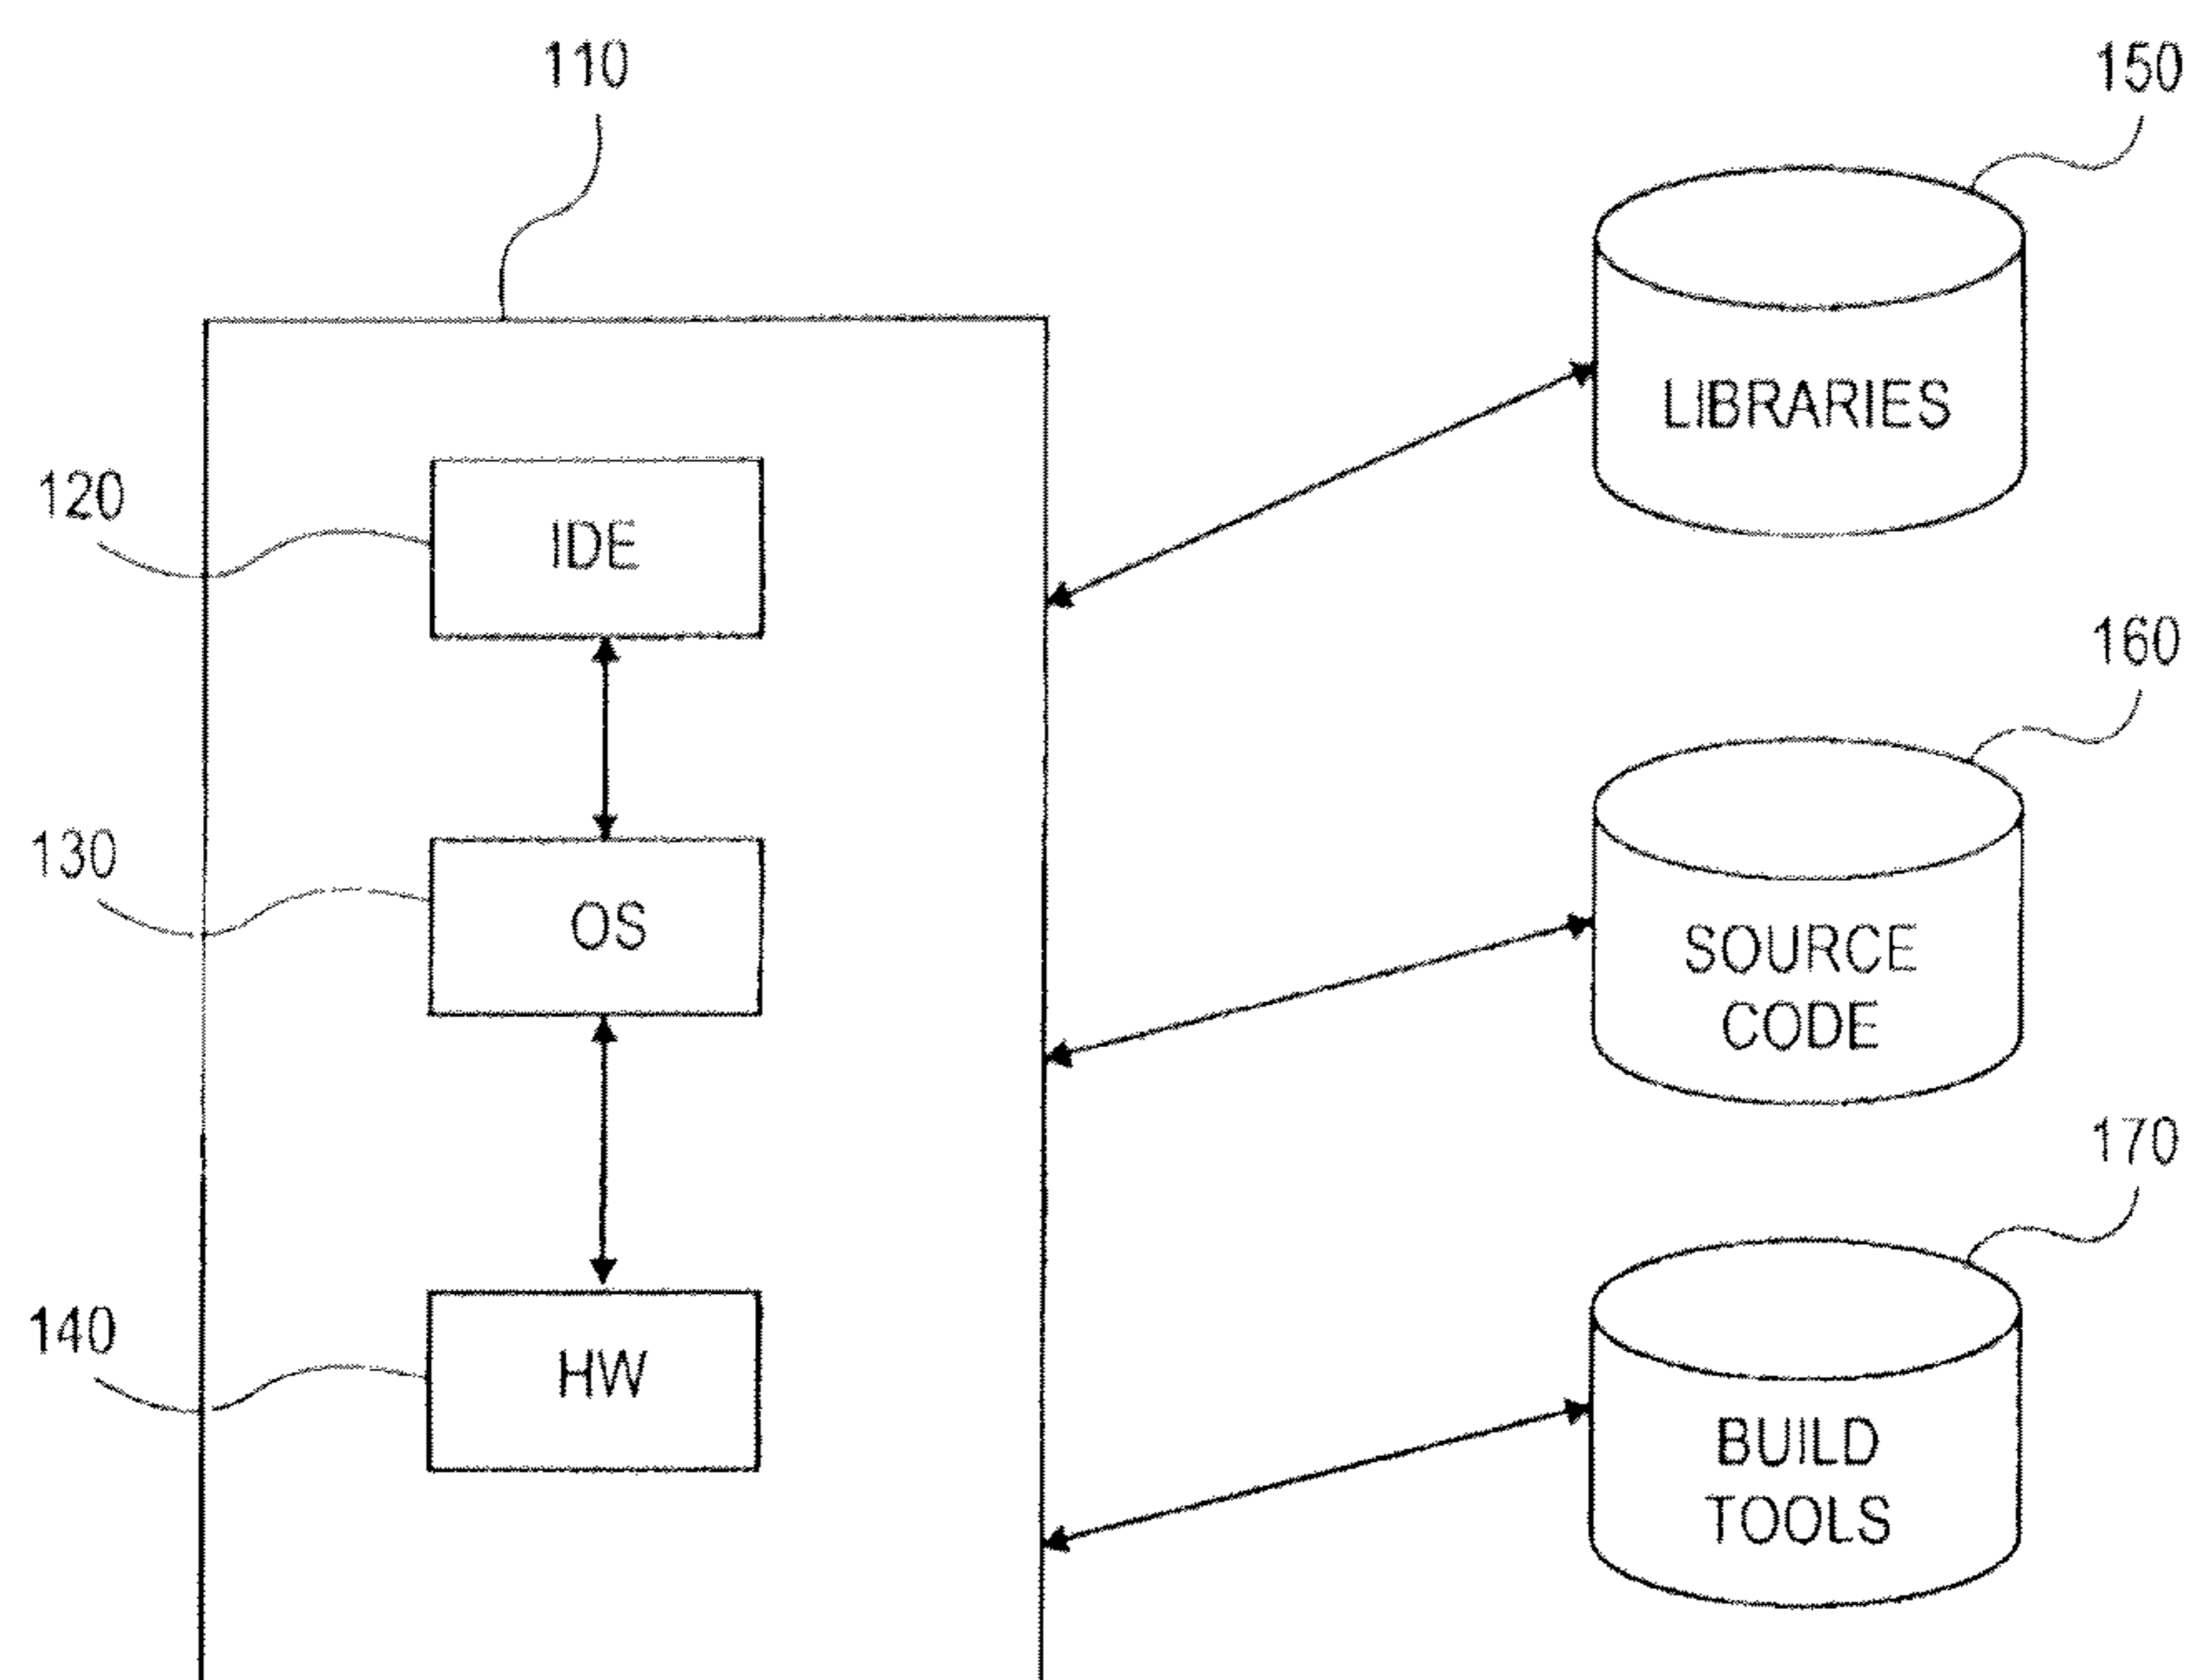 110
150
LIBRARIES
120
IDE
160
130
OS
SOURCE
CODE
170
140
HW
BUILD
TOOLS